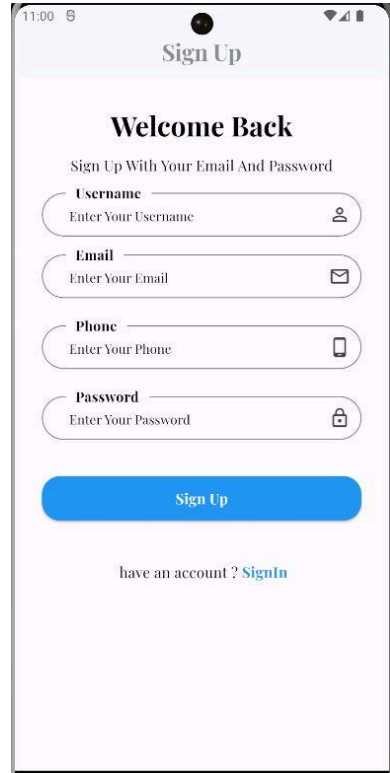 11:00
Sign Up
Welcome Back
Sign Up With Your Email And Password
Username
Enter Your Username
Email
Enter Your Email
Phone
Enter Your Phone
Password
Enter Your Password
Sign Up
have an account ? SignIn